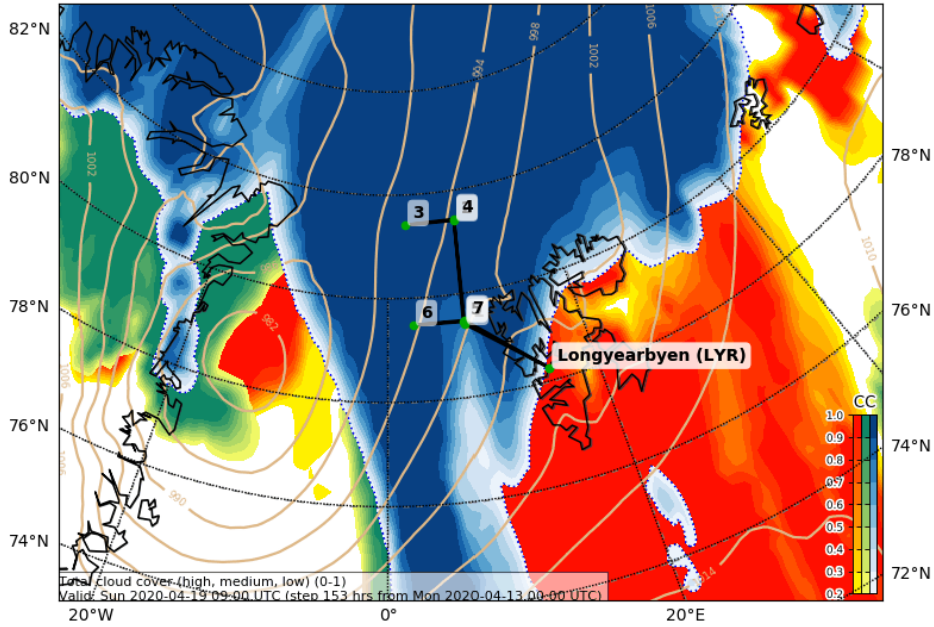 82°N
80°N
78°N
76°N
74°N
20°W
0°
20°E
78°N
76°N
74°N
72°N
1006
1002
998
994
1002
1010
982
1006
990
1014
3
4
6
7
Longyearbyen (LYR)
CC
1.0
0.9
0.8
0.7
0.6
0.5
0.4
0.3
0.2
Total cloud cover (high, medium, low) (0-1)
Valid: Sun 2020-04-19 09:00 UTC (step 153 hrs from Mon 2020-04-13 00:00 UTC)